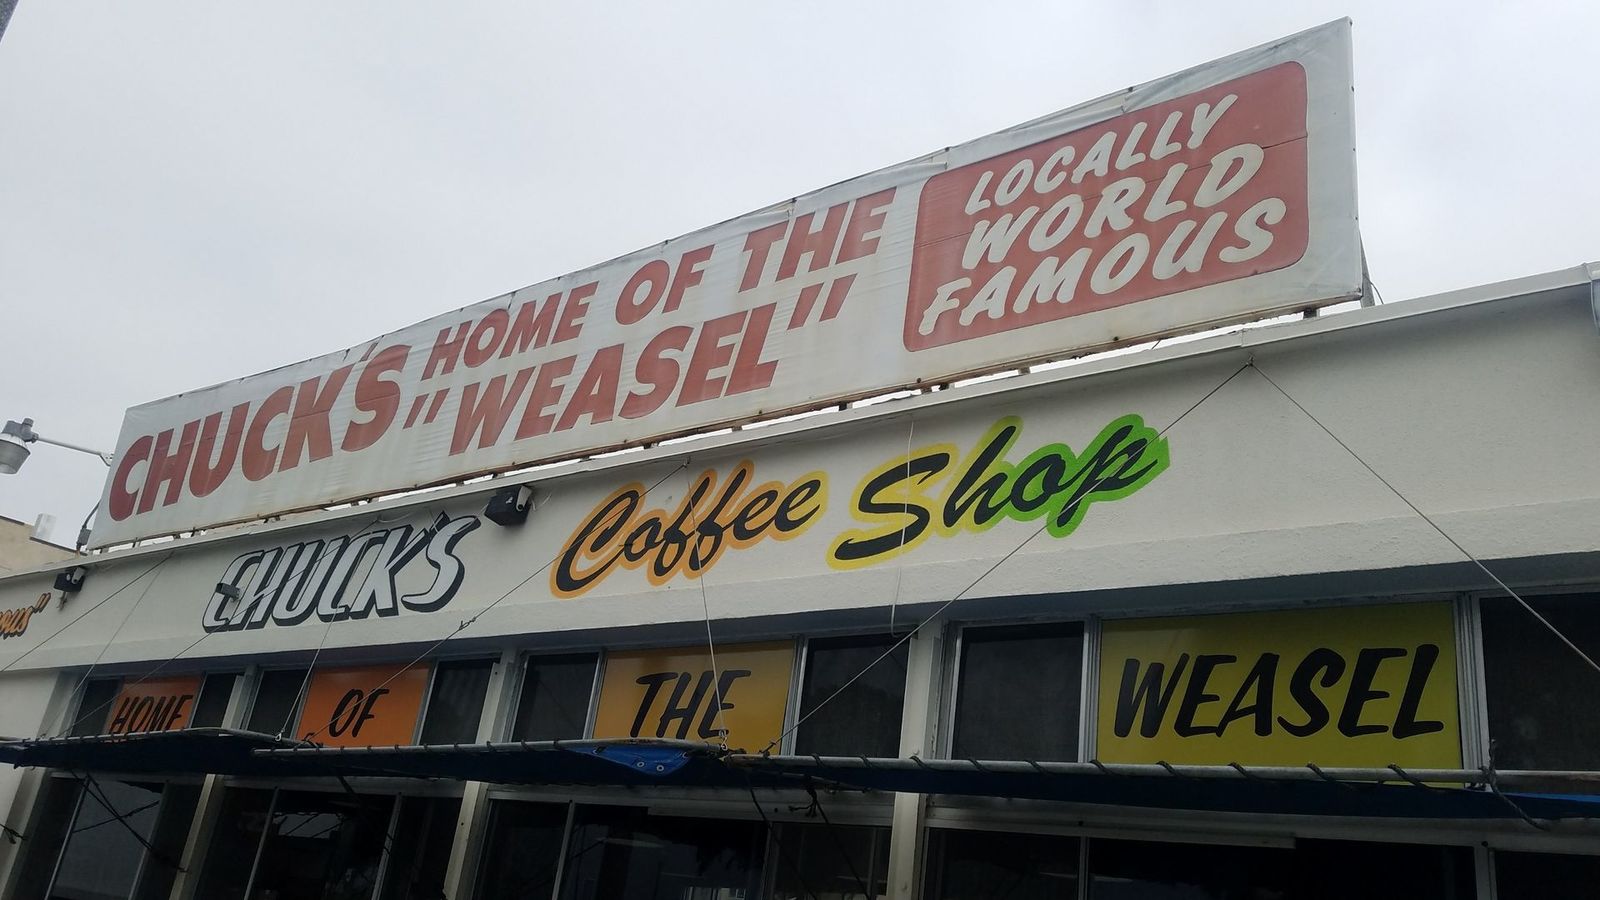 CHUCK'S HOME OF THE
"WEASEL"
LOCALLY
WORLD
FAMOUS
CHUCK'S Coffee Shop
HOME OF THE WEASEL